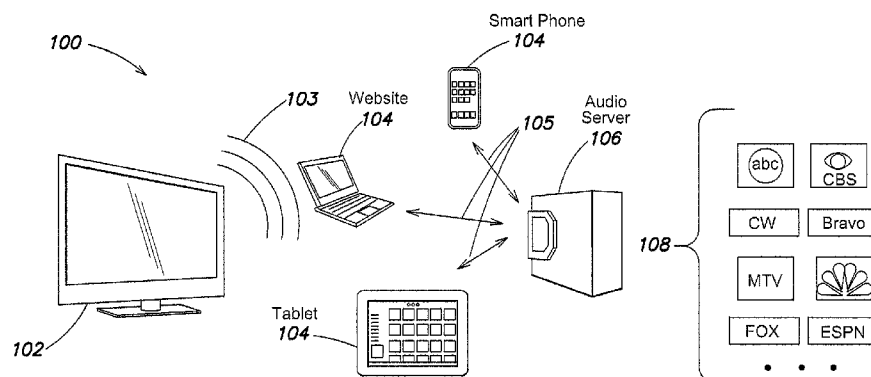 Smart Phone
104
100
103
Website
104
105
Audio
Server
106
abc
CBS
CW
Bravo
108
MTV
Tablet
104
102
FOX
ESPN